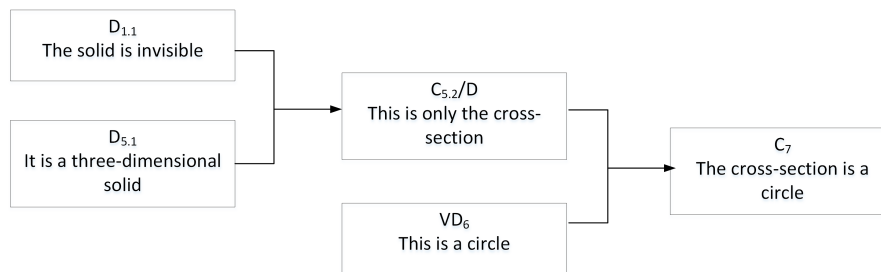 D1.1
The solid is invisible
D5.1
It is a three-dimensional
solid
C5.2/D
This is only the cross-
section
VD6
This is a circle
C7
The cross-section is a
circle